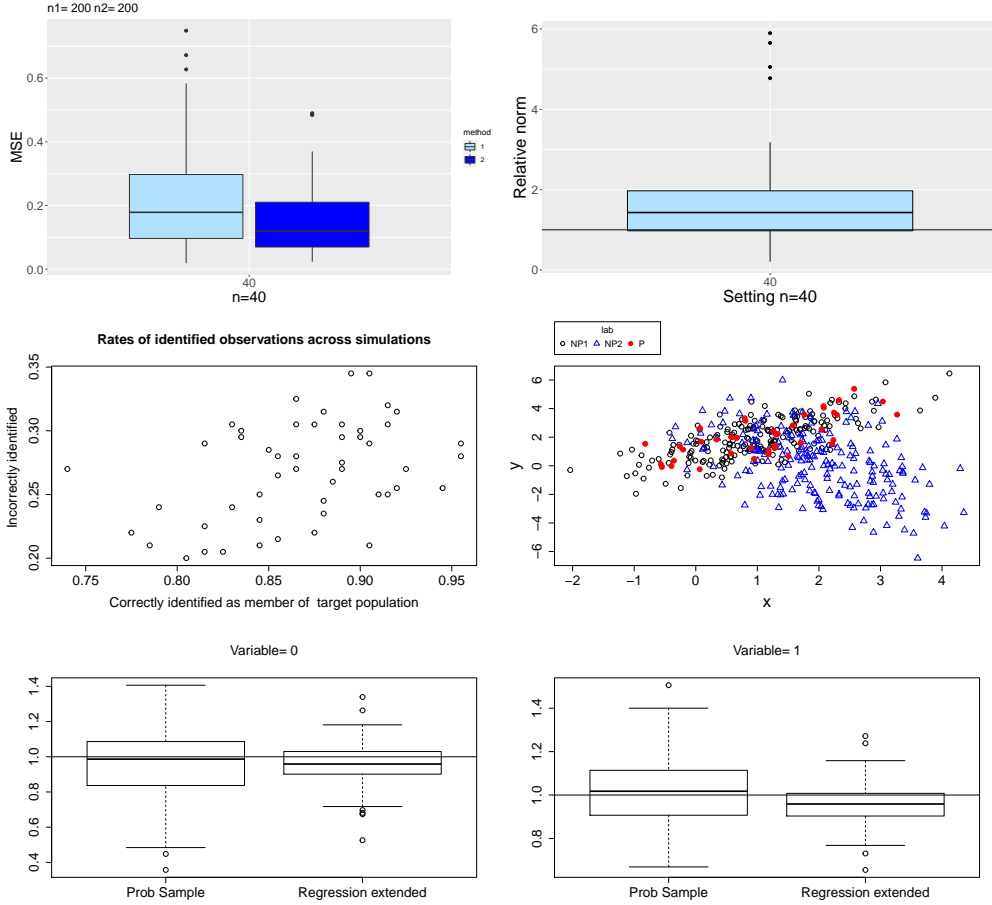 n1= 200 n2= 200
MSE
0.6
0.4
0.2
0.0
40
n=40
method
1
2
Relative norm
6
4
2
0
40
Setting n=40
Rates of identified observations across simulations
Incorrectly identified
0.35
0.30
0.25
0.20
0.75 0.80 0.85 0.90 0.95
Correctly identified as member of target population
lab
NP1 NP2 P
y
6
4
2
0
-2
-4
-6
-2 -1 0 1 2 3 4
x
Variable= 0
1.4
1.2
1.0
0.8
0.6
0.4
Prob Sample Regression extended
Variable= 1
1.4
1.2
1.0
0.8
Prob Sample Regression extended